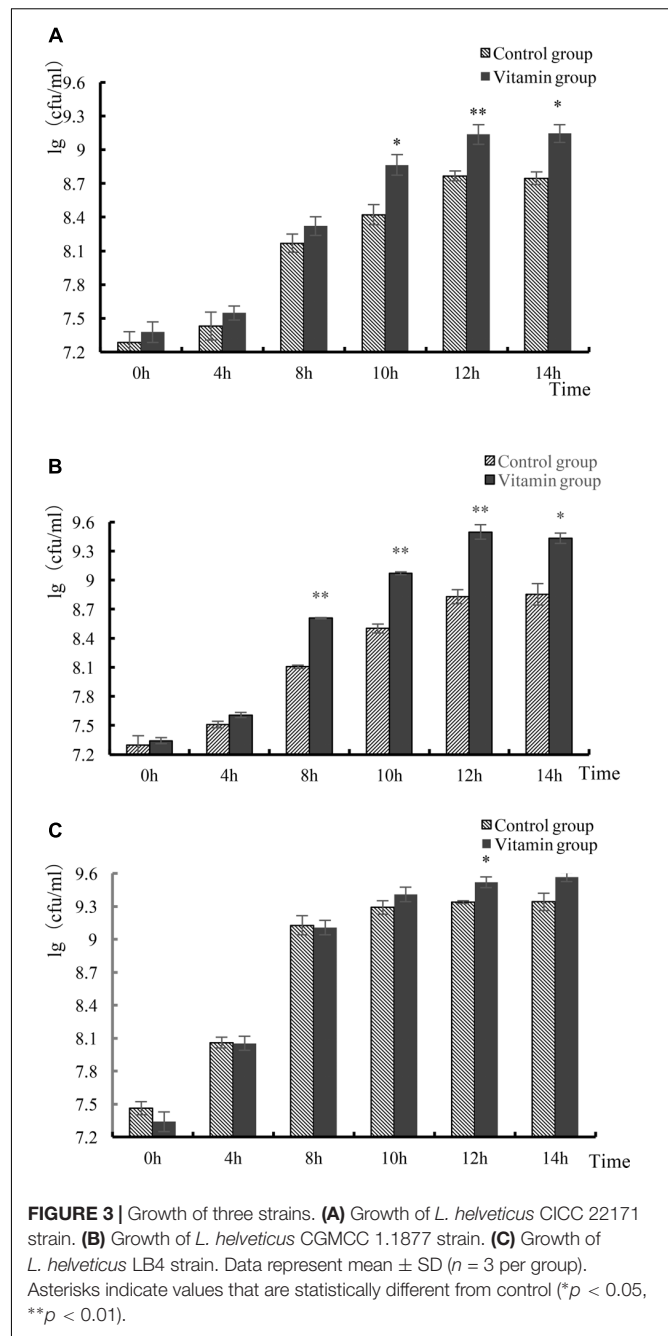 A
Control group
Vitamin group
lg (cfu/ml)
9.6
9.3
9
8.7
8.4
8.1
7.8
7.5
7.2
*
**
*
0h 4h 8h 10h 12h 14h
Time
B
Control group
Vitamin group
lg (cfu/ml)
9.6
9.3
9
8.7
8.4
8.1
7.8
7.5
7.2
**
**
**
*
0h 4h 8h 10h 12h 14h
Time
C
Control group
Vitamin group
lg (cfu/ml)
9.6
9.3
9
8.7
8.4
8.1
7.8
7.5
7.2
*
0h 4h 8h 10h 12h 14h
Time
FIGURE 3 | Growth of three strains. (A) Growth of L. helveticus CICC 22171
strain. (B) Growth of L. helveticus CGMCC 1.1877 strain. (C) Growth of
L. helveticus LB4 strain. Data represent mean ± SD (n = 3 per group).
Asterisks indicate values that are statistically different from control (*p < 0.05,
**p < 0.01).